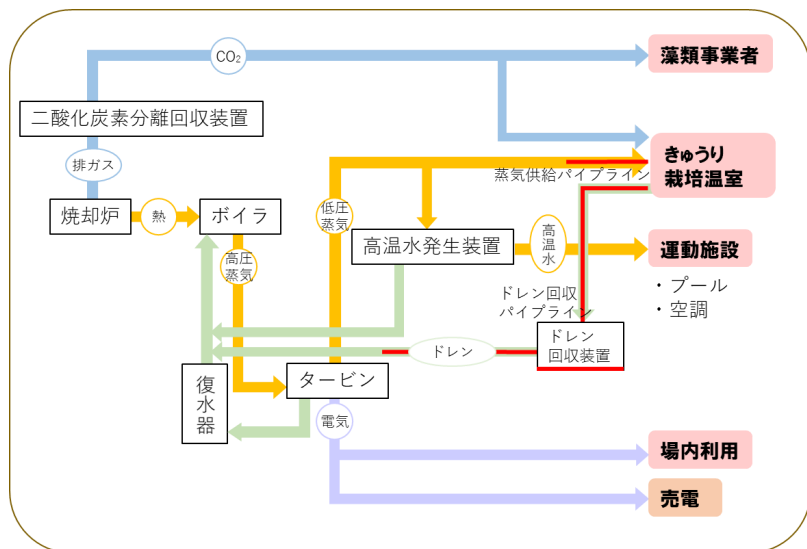 CO₂
藻類事業者
二酸化炭素分離回収装置
排ガス
きゅうり
栽培温室
蒸気供給パイプライン
焼却炉
熱
ボイラ
低圧
蒸気
高温水発生装置
高
温
水
運動施設
・プール
・空調
高圧
蒸気
ドレン回収
パイプライン
ドレン
ドレン
回収装置
復
水
器
タービン
電気
場内利用
売電